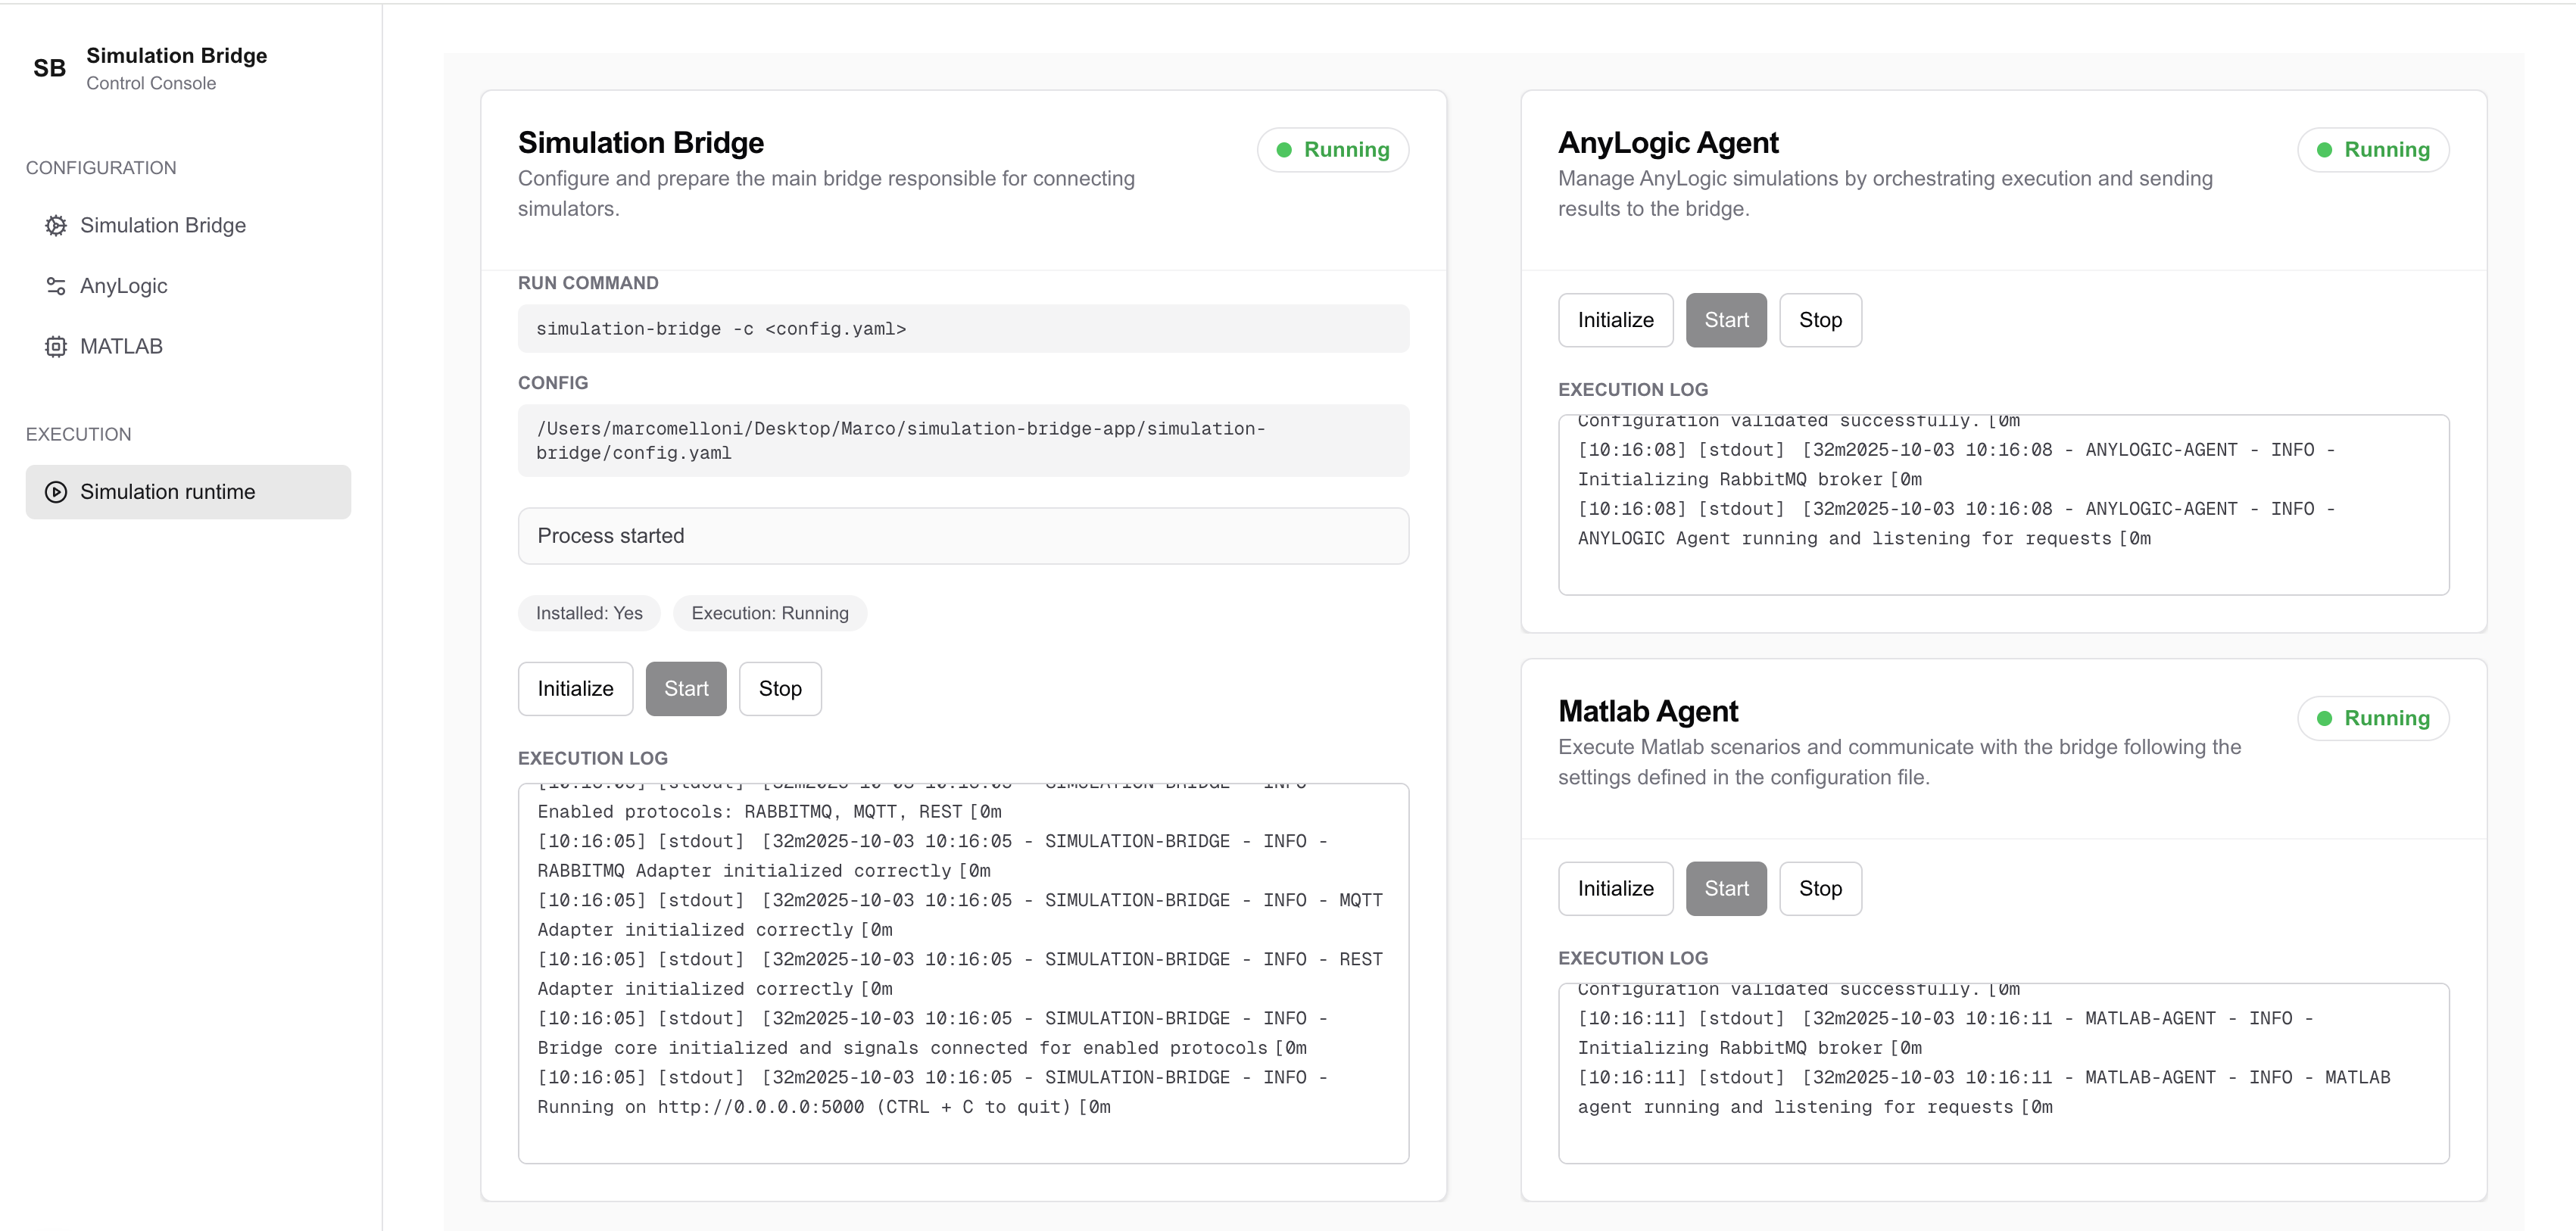 SB
Simulation Bridge
Control Console
CONFIGURATION
Simulation Bridge
AnyLogic
MATLAB
EXECUTION
Simulation runtime
Simulation Bridge
Running
Configure and prepare the main bridge responsible for connecting
simulators.
RUN COMMAND
simulation-bridge -c <config.yaml>
CONFIG
/Users/marcomelloni/Desktop/Marco/simulation-bridge-app/simulation-
bridge/config.yaml
Process started
Installed: Yes
Execution: Running
Initialize
Start
Stop
EXECUTION LOG
[10:16:05] [stdout] [32m2025-10-03 10:16:05 - SIMULATION-BRIDGE - INFO -
Enabled protocols: RABBITMQ, MQTT, REST [0m
[10:16:05] [stdout] [32m2025-10-03 10:16:05 - SIMULATION-BRIDGE - INFO -
RABBITMQ Adapter initialized correctly [0m
[10:16:05] [stdout] [32m2025-10-03 10:16:05 - SIMULATION-BRIDGE - INFO - MQTT
Adapter initialized correctly [0m
[10:16:05] [stdout] [32m2025-10-03 10:16:05 - SIMULATION-BRIDGE - INFO - REST
Adapter initialized correctly [0m
[10:16:05] [stdout] [32m2025-10-03 10:16:05 - SIMULATION-BRIDGE - INFO -
Bridge core initialized and signals connected for enabled protocols [0m
[10:16:05] [stdout] [32m2025-10-03 10:16:05 - SIMULATION-BRIDGE - INFO -
Running on http://0.0.0.0:5000 (CTRL + C to quit) [0m
AnyLogic Agent
Running
Manage AnyLogic simulations by orchestrating execution and sending
results to the bridge.
Initialize
Start
Stop
EXECUTION LOG
Configuration validated successfully. [0m
[10:16:08] [stdout] [32m2025-10-03 10:16:08 - ANYLOGIC-AGENT - INFO -
Initializing RabbitMQ broker [0m
[10:16:08] [stdout] [32m2025-10-03 10:16:08 - ANYLOGIC-AGENT - INFO -
ANYLOGIC Agent running and listening for requests [0m
Matlab Agent
Running
Execute Matlab scenarios and communicate with the bridge following the
settings defined in the configuration file.
Initialize
Start
Stop
EXECUTION LOG
Configuration validated successfully. [0m
[10:16:11] [stdout] [32m2025-10-03 10:16:11 - MATLAB-AGENT - INFO -
Initializing RabbitMQ broker [0m
[10:16:11] [stdout] [32m2025-10-03 10:16:11 - MATLAB-AGENT - INFO - MATLAB
agent running and listening for requests [0m